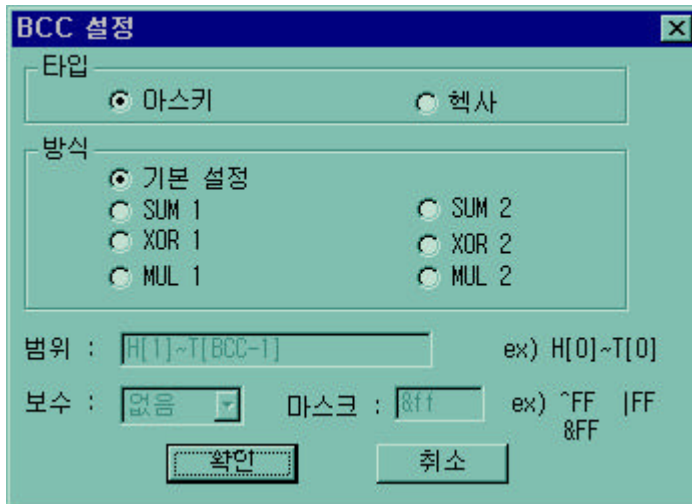 BCC 설정
타입
아스키 헥사
방식
기본 설정
SUM 1 SUM 2
XOR 1 XOR 2
MUL 1 MUL 2
범위 : H[1]~T[BCC-1] ex) H[0]~T[0]
보수 : 없음 마스크 : &ff ex) ^FF |FF
&FF
확인 취소